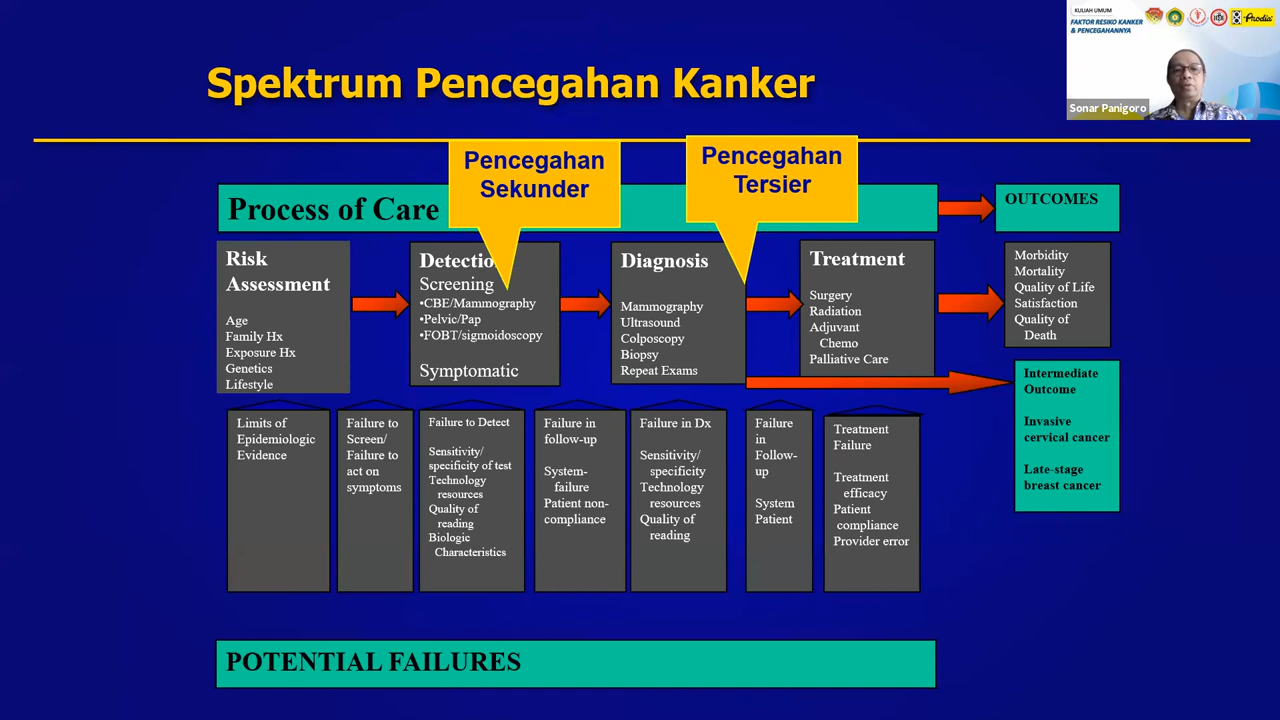 KULIAH UMUM
FAKTOR RESIKO KANKER
& PENCEGAHANNYA
Prodia
Sonar Panigoro
Spektrum Pencegahan Kanker
Pencegahan
Sekunder
Pencegahan
Tersier
Process of Care
OUTCOMES
Risk
Assessment
Age
Family Hx
Exposure Hx
Genetics
Lifestyle
Detectio
Screening
•CBE/Mammography
•Pelvic/Pap
•FOBT/sigmoidoscopy
Symptomatic
Diagnosis
Mammography
Ultrasound
Colposcopy
Biopsy
Repeat Exams
Treatment
Surgery
Radiation
Adjuvant
Chemo
Palliative Care
Morbidity
Mortality
Quality of Life
Satisfaction
Quality of
Death
Intermediate
Outcome
Invasive
cervical cancer
Late-stage
breast cancer
Limits of
Epidemiologic
Evidence
Failure to
Screen/
Failure to
act on
symptoms
Failure to Detect
Sensitivity/
specificity of test
Technology
resources
Quality of
reading
Biologic
Characteristics
Failure in
follow-up
System-
failure
Patient non-
compliance
Failure in Dx
Sensitivity/
specificity
Technology
resources
Quality of
reading
Failure
in
Follow-
up
System
Patient
Treatment
Failure
Treatment
efficacy
Patient
compliance
Provider error
POTENTIAL FAILURES